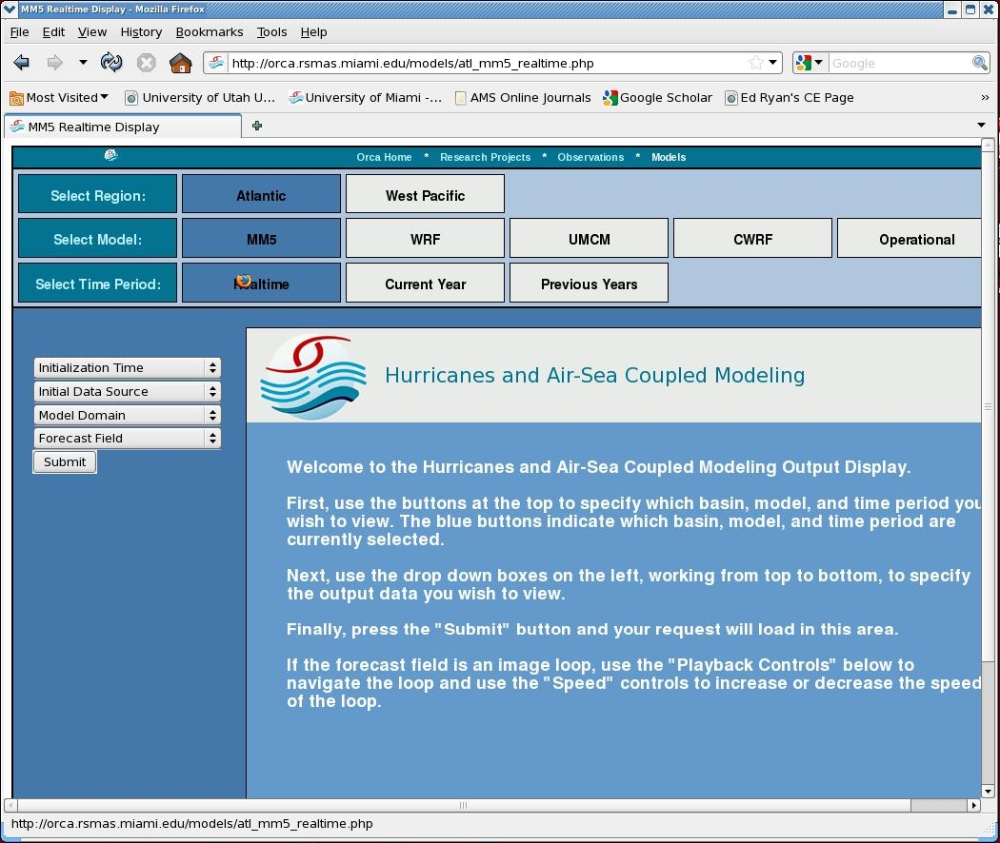 MM5 Realtime Display - Mozilla Firefox
File Edit View History Bookmarks Tools Help
http://orca.rsmas.miami.edu/models/atl_mm5_realtime.php Google
Most Visited University of Utah U... University of Miami -... AMS Online Journals Google Scholar Ed Ryan's CE Page »
MM5 Realtime Display
Orca Home * Research Projects * Observations * Models
Select Region: Atlantic West Pacific
Select Model: MM5 WRF UMCM CWRF Operational
Select Time Period: Realtime Current Year Previous Years
Initialization Time
Initial Data Source
Model Domain
Forecast Field
Submit
Hurricanes and Air-Sea Coupled Modeling
Welcome to the Hurricanes and Air-Sea Coupled Modeling Output Display.
First, use the buttons at the top to specify which basin, model, and time period you
wish to view. The blue buttons indicate which basin, model, and time period are
currently selected.
Next, use the drop down boxes on the left, working from top to bottom, to specify
the output data you wish to view.
Finally, press the "Submit" button and your request will load in this area.
If the forecast field is an image loop, use the "Playback Controls" below to
navigate the loop and use the "Speed" controls to increase or decrease the speed
of the loop.
http://orca.rsmas.miami.edu/models/atl_mm5_realtime.php